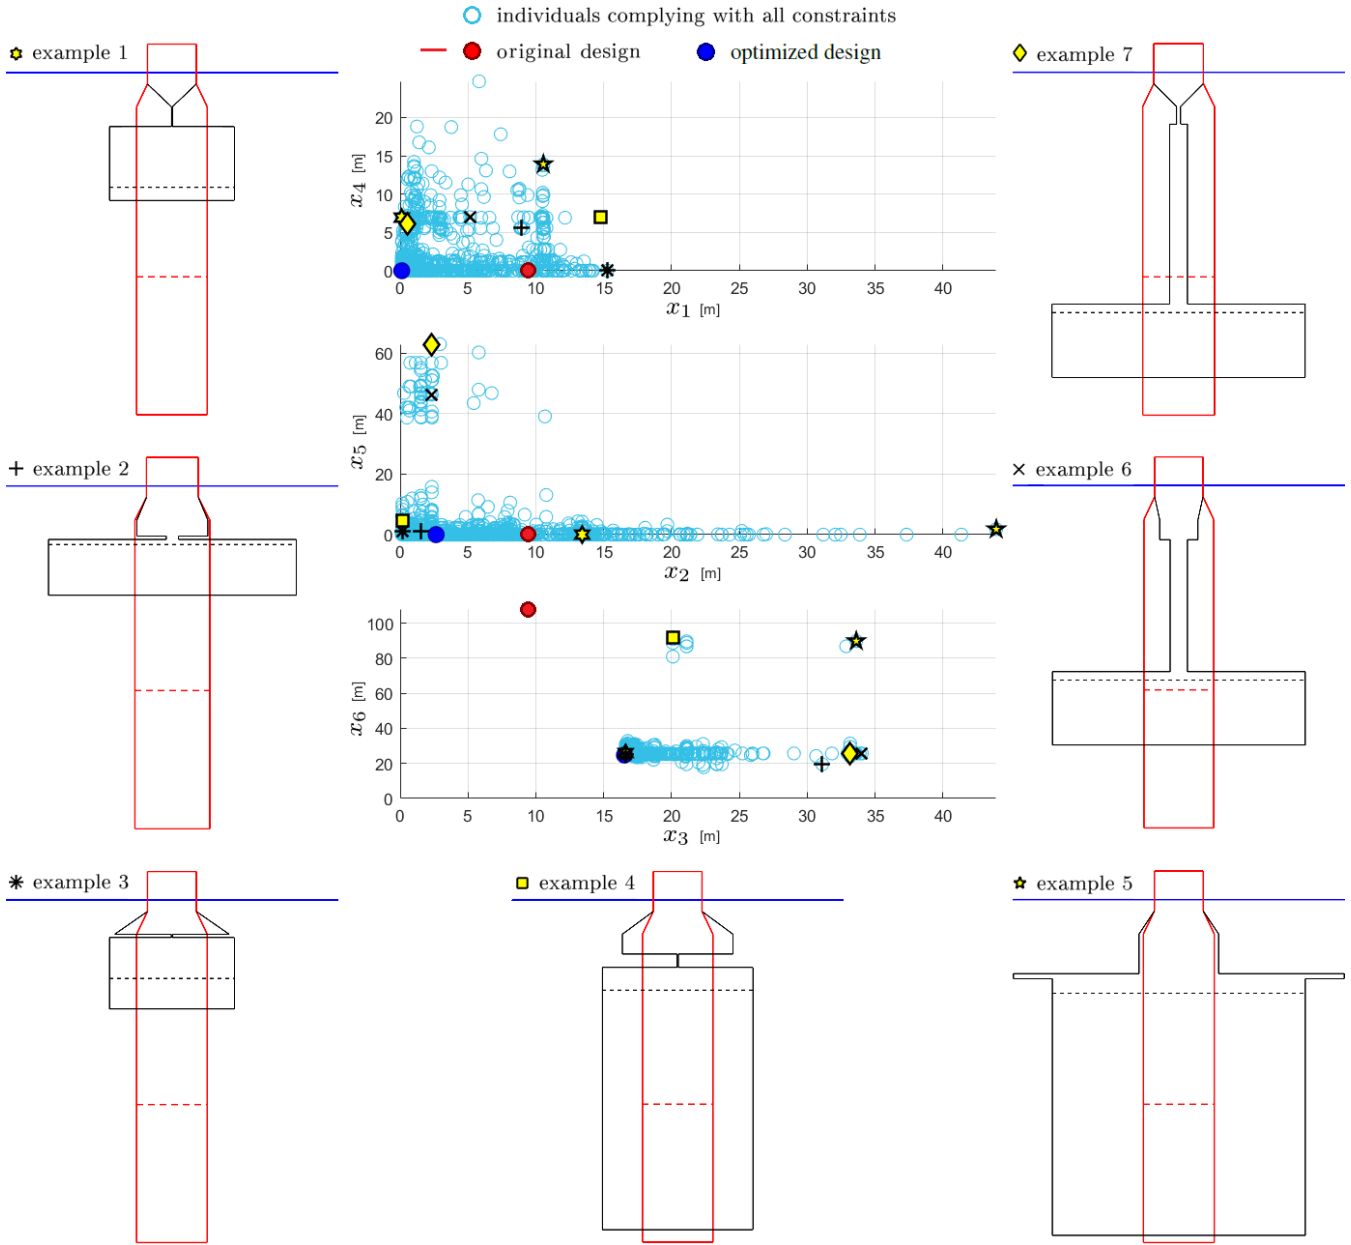 individuals complying with all constraints
original design
optimized design
example 1
example 7
x4 [m]
20
15
10
5
0
0 5 10 15 20 25 30 35 40
x1 [m]
x5 [m]
60
40
20
0
0 5 10 15 20 25 30 35 40
x2 [m]
example 2
example 6
x6 [m]
100
80
60
40
20
0
0 5 10 15 20 25 30 35 40
x3 [m]
example 3
example 4
example 5